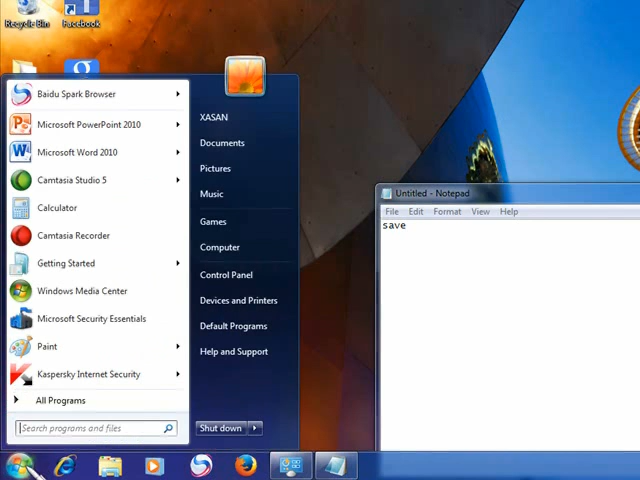 Recycle Bin
Facebook
Baidu Spark Browser
Microsoft PowerPoint 2010
Microsoft Word 2010
Camtasia Studio 5
Calculator
Camtasia Recorder
Getting Started
Windows Media Center
Microsoft Security Essentials
Paint
Kaspersky Internet Security
All Programs
Search programs and files
XASAN
Documents
Pictures
Music
Games
Computer
Control Panel
Devices and Printers
Default Programs
Help and Support
Shut down
Untitled - Notepad
File Edit Format View Help
save